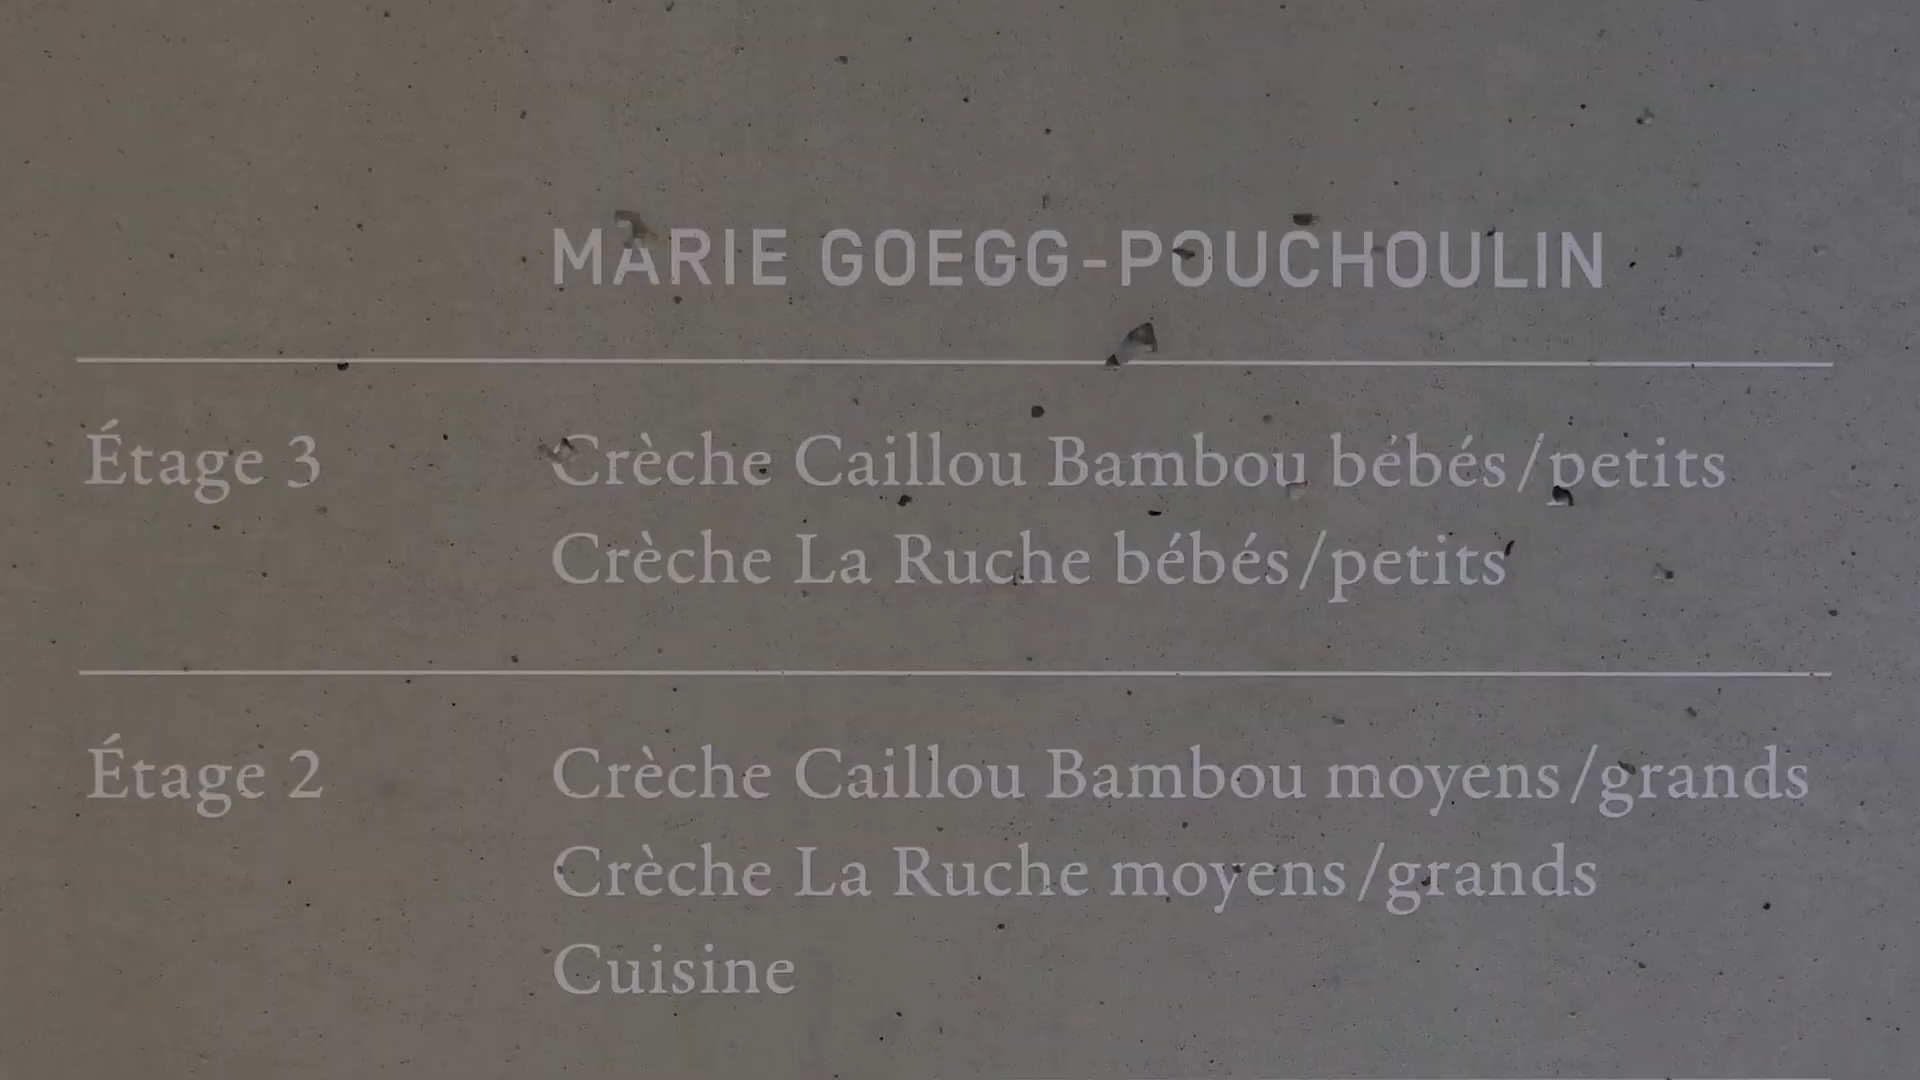 MARIE GOEGG-POUCHOULIN
Étage 3 Crèche Caillou Bambou bébés/petits
Crèche La Ruche bébés/petits
Étage 2 Crèche Caillou Bambou moyens/grands
Crèche La Ruche moyens/grands
Cuisine